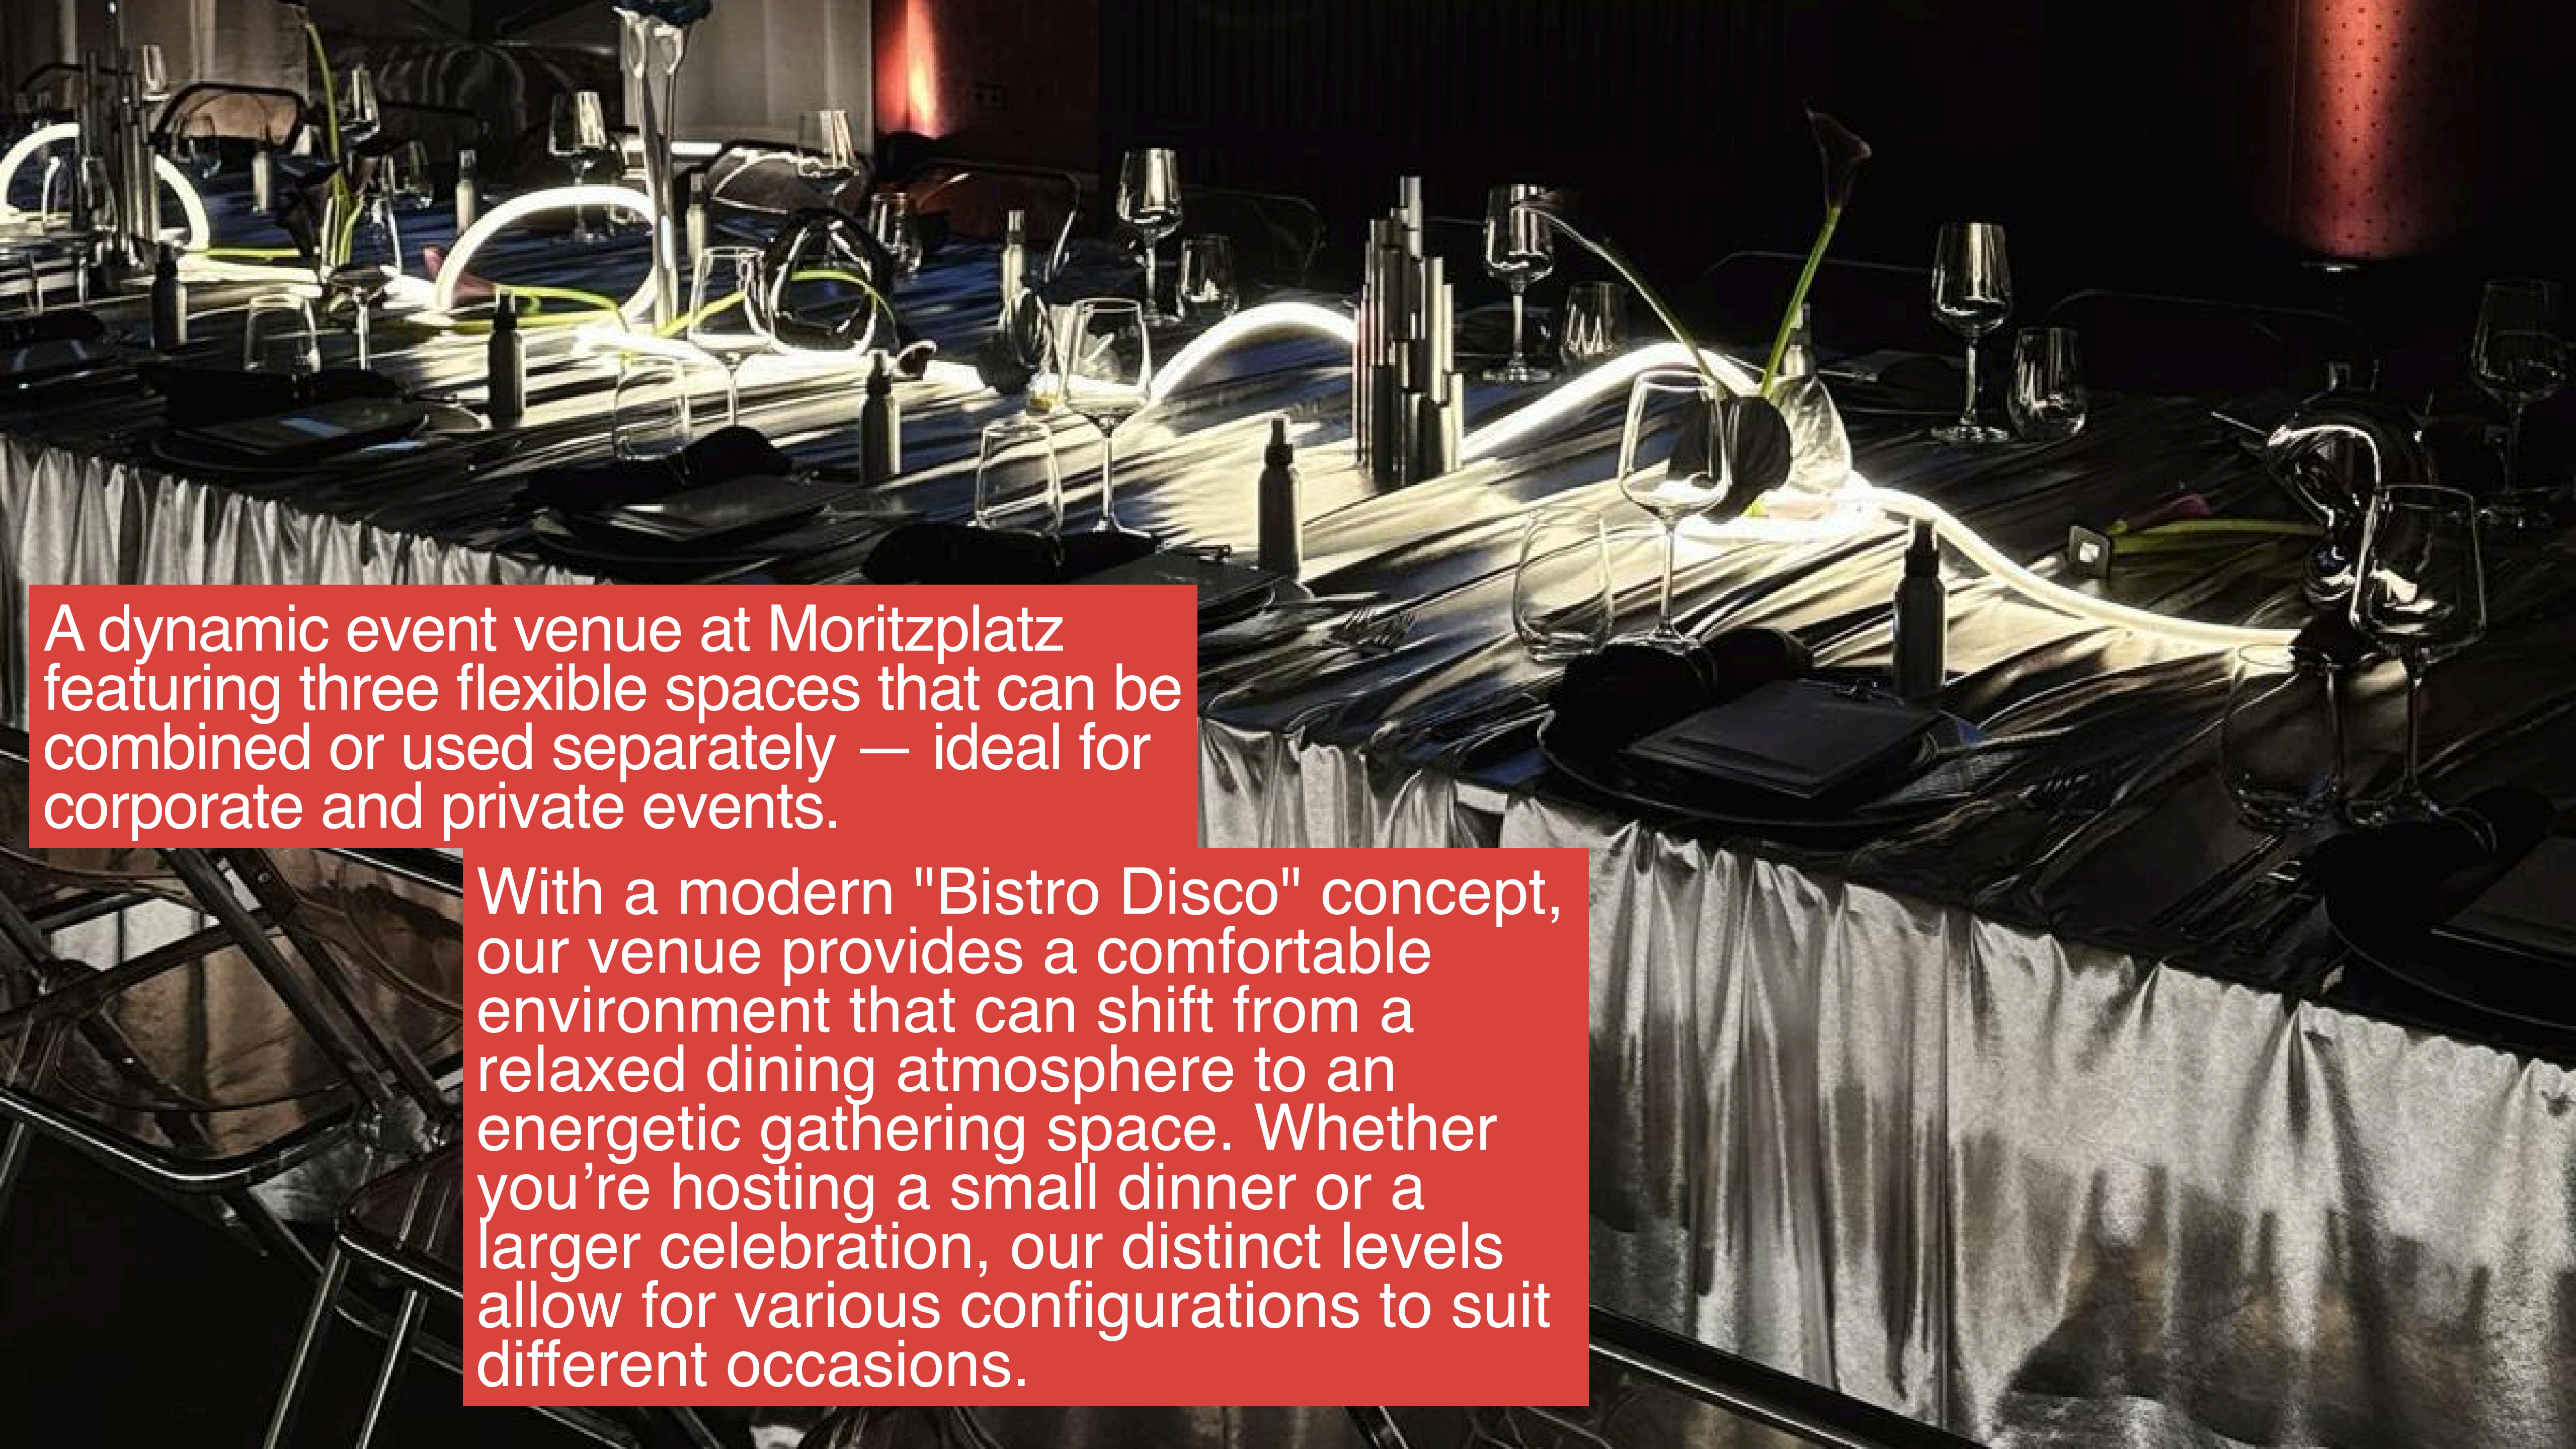 A dynamic event venue at Moritzplatz
featuring three flexible spaces that can be
combined or used separately — ideal for
corporate and private events.
With a modern "Bistro Disco" concept,
our venue provides a comfortable
environment that can shift from a
relaxed dining atmosphere to an
energetic gathering space. Whether
you’re hosting a small dinner or a
larger celebration, our distinct levels
allow for various configurations to suit
different occasions.